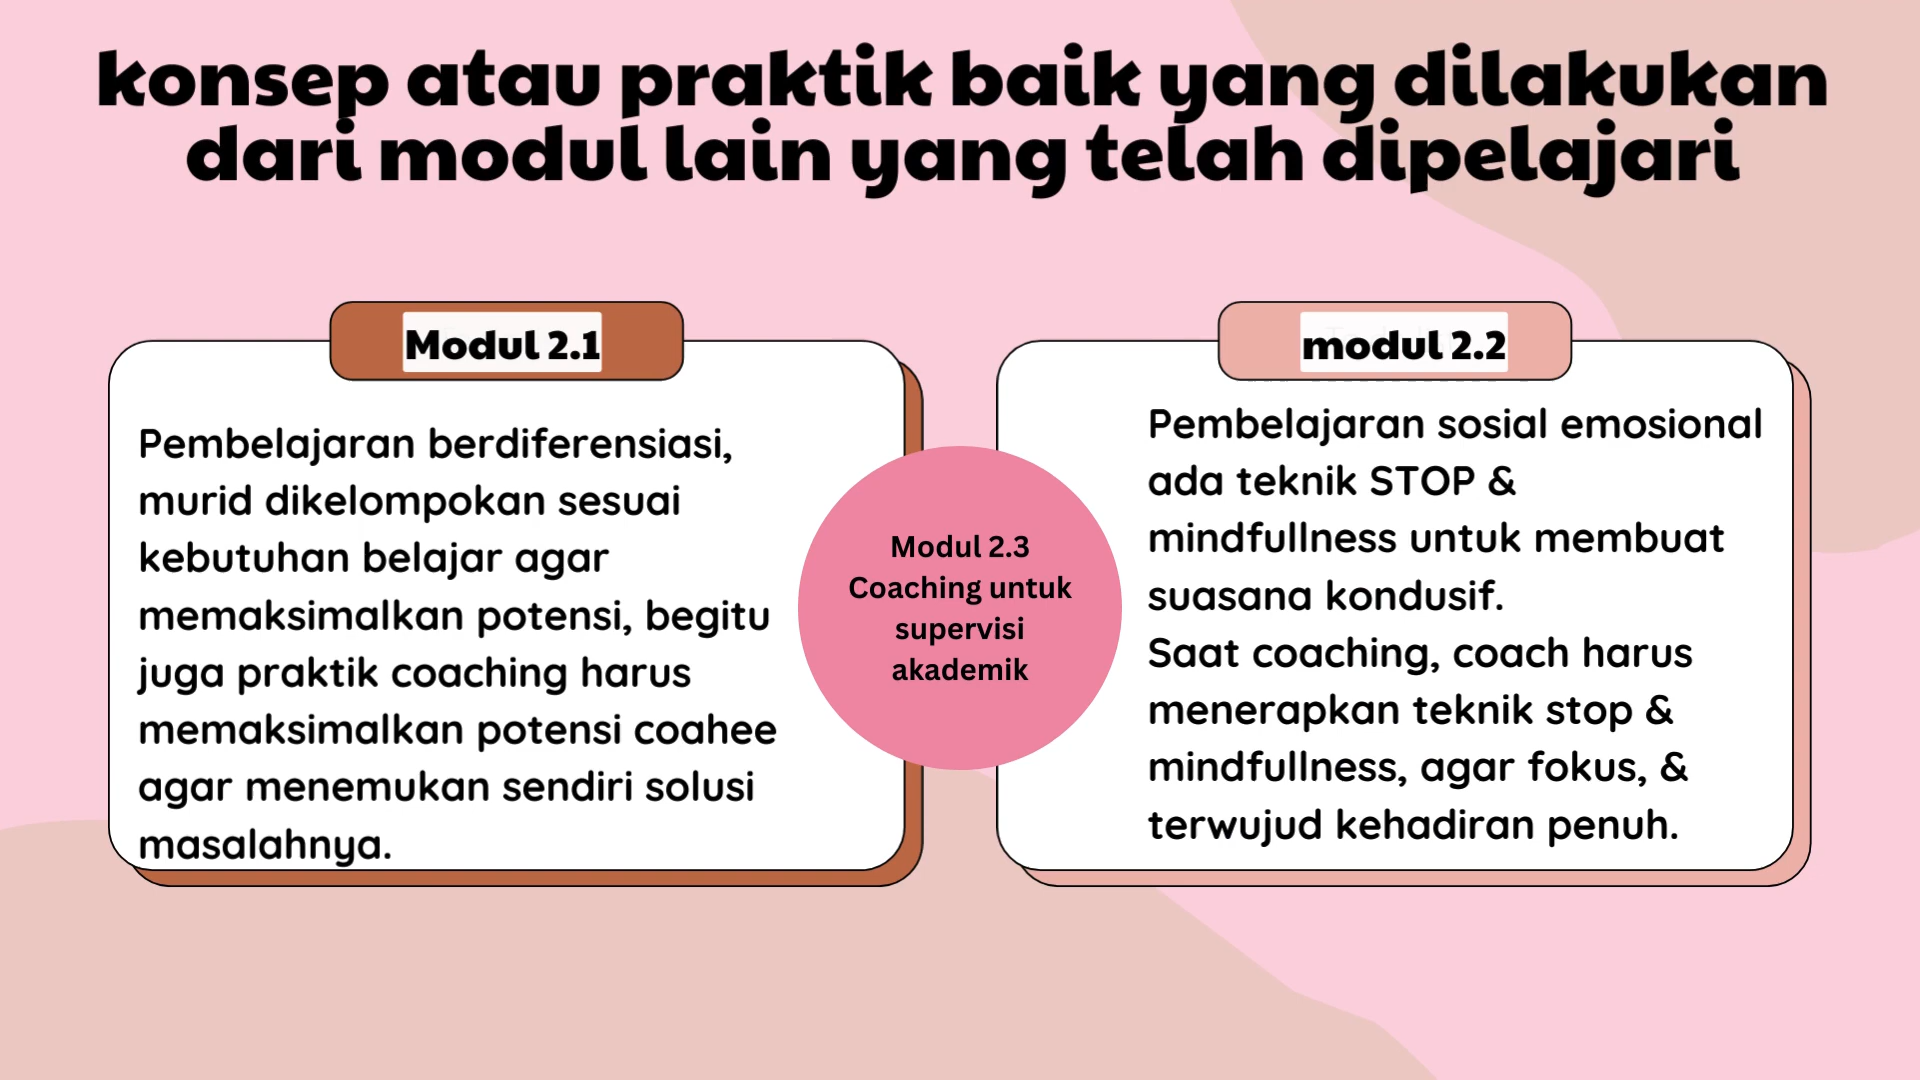 konsep atau praktik baik yang dilakukan
dari modul lain yang telah dipelajari
Modul 2.1
Pembelajaran berdiferensiasi,
murid dikelompokan sesuai
kebutuhan belajar agar
memaksimalkan potensi, begitu
juga praktik coaching harus
memaksimalkan potensi coahee
agar menemukan sendiri solusi
masalahnya.
Modul 2.3
Coaching untuk
supervisi
akademik
modul 2.2
Pembelajaran sosial emosional
ada teknik STOP &
mindfullness untuk membuat
suasana kondusif.
Saat coaching, coach harus
menerapkan teknik stop &
mindfullness, agar fokus, &
terwujud kehadiran penuh.